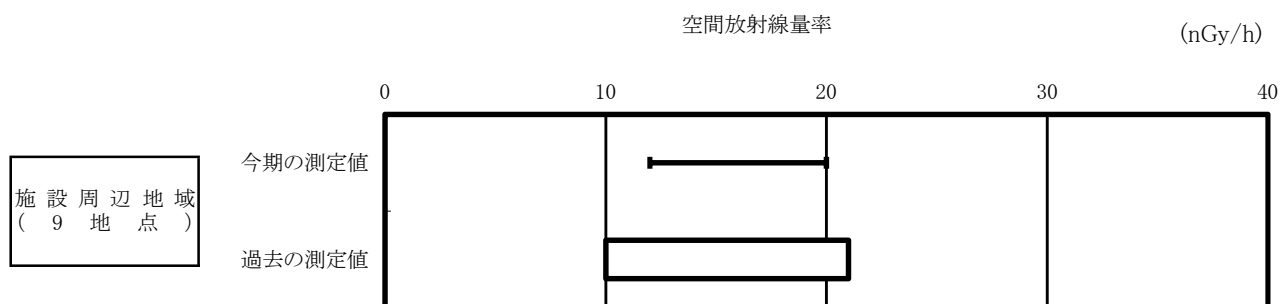 空間放射線量率
(nGy/h)
0 10 20 30 40
今期の測定値
施設周辺地域
( 9 地点 )
過去の測定値